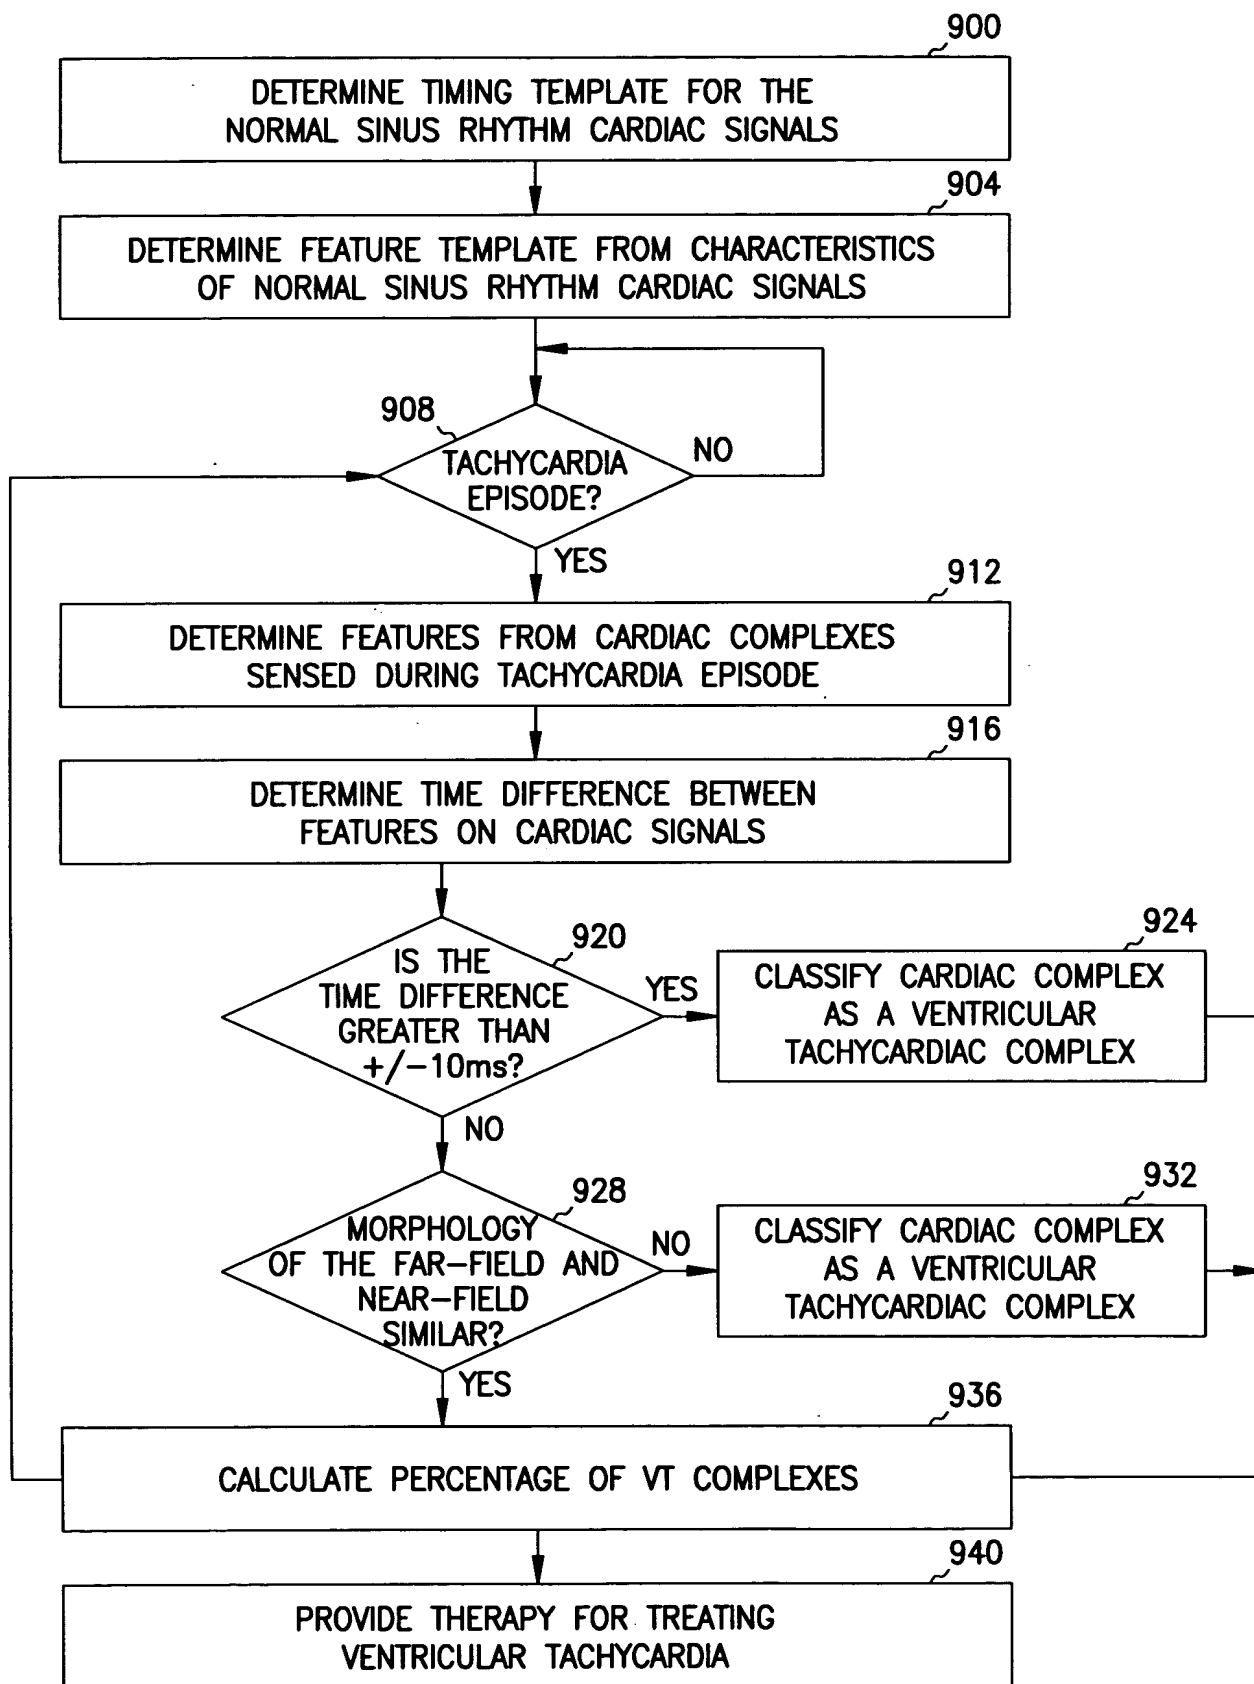 900
DETERMINE TIMING TEMPLATE FOR THE
NORMAL SINUS RHYTHM CARDIAC SIGNALS
904
DETERMINE FEATURE TEMPLATE FROM CHARACTERISTICS
OF NORMAL SINUS RHYTHM CARDIAC SIGNALS
908
TACHYCARDIA
EPISODE?
NO
YES
912
DETERMINE FEATURES FROM CARDIAC COMPLEXES
SENSED DURING TACHYCARDIA EPISODE
916
DETERMINE TIME DIFFERENCE BETWEEN
FEATURES ON CARDIAC SIGNALS
920
IS THE
TIME DIFFERENCE
GREATER THAN
+/-10ms?
YES
NO
924
CLASSIFY CARDIAC COMPLEX
AS A VENTRICULAR
TACHYCARDIAC COMPLEX
928
MORPHOLOGY
OF THE FAR-FIELD AND
NEAR-FIELD
SIMILAR?
NO
YES
932
CLASSIFY CARDIAC COMPLEX
AS A VENTRICULAR
TACHYCARDIAC COMPLEX
936
CALCULATE PERCENTAGE OF VT COMPLEXES
940
PROVIDE THERAPY FOR TREATING
VENTRICULAR TACHYCARDIA